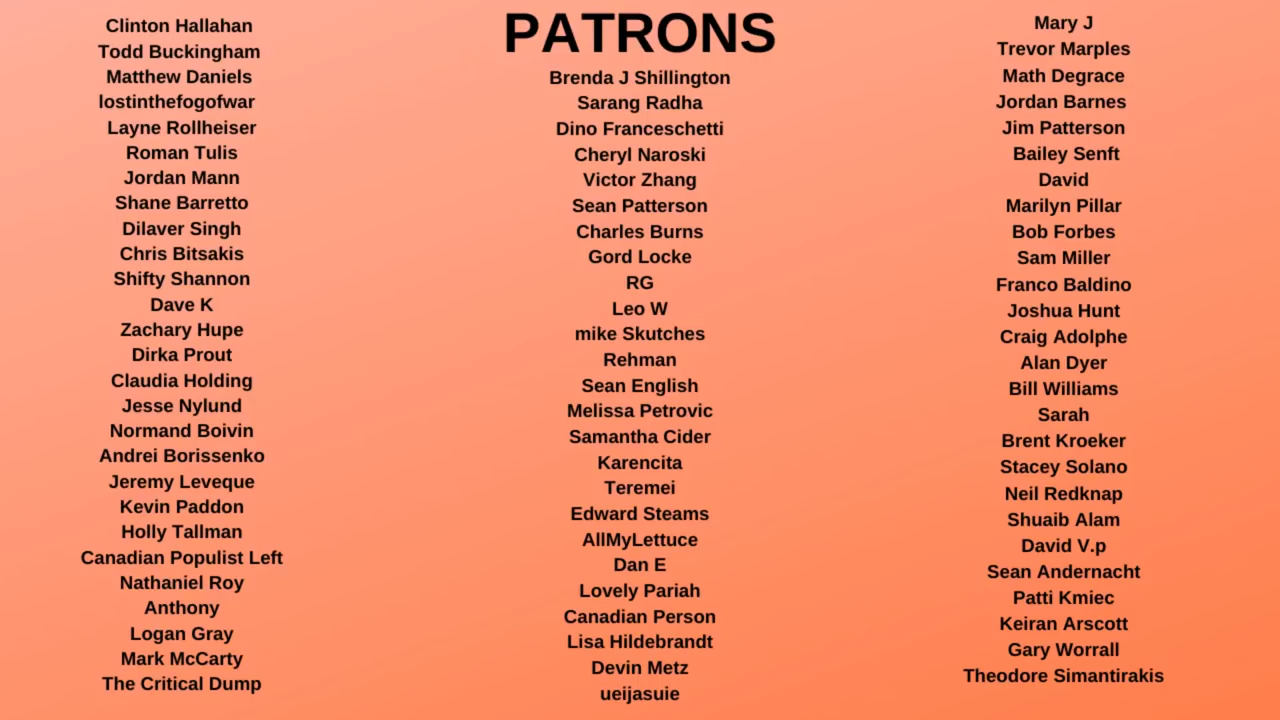 PATRONS
Clinton Hallahan
Todd Buckingham
Matthew Daniels
lostinthefogofwar
Layne Rollheiser
Roman Tulis
Jordan Mann
Shane Barretto
Dilaver Singh
Chris Bitsakis
Shifty Shannon
Dave K
Zachary Hupe
Dirka Prout
Claudia Holding
Jesse Nylund
Normand Boivin
Andrei Borissenko
Jeremy Leveque
Kevin Paddon
Holly Tallman
Canadian Populist Left
Nathaniel Roy
Anthony
Logan Gray
Mark McCarty
The Critical Dump
Brenda J Shillington
Sarang Radha
Dino Franceschetti
Cheryl Naroski
Victor Zhang
Sean Patterson
Charles Burns
Gord Locke
RG
Leo W
mike Skutches
Rehman
Sean English
Melissa Petrovic
Samantha Cider
Karencita
Teremei
Edward Steams
AllMyLettuce
Dan E
Lovely Pariah
Canadian Person
Lisa Hildebrandt
Devin Metz
ueijasuie
Mary J
Trevor Marples
Math Degrace
Jordan Barnes
Jim Patterson
Bailey Senft
David
Marilyn Pillar
Bob Forbes
Sam Miller
Franco Baldino
Joshua Hunt
Craig Adolphe
Alan Dyer
Bill Williams
Sarah
Brent Kroeker
Stacey Solano
Neil Redknap
Shuaib Alam
David V.p
Sean Andernacht
Patti Kmiec
Keiran Arscott
Gary Worrall
Theodore Simantirakis